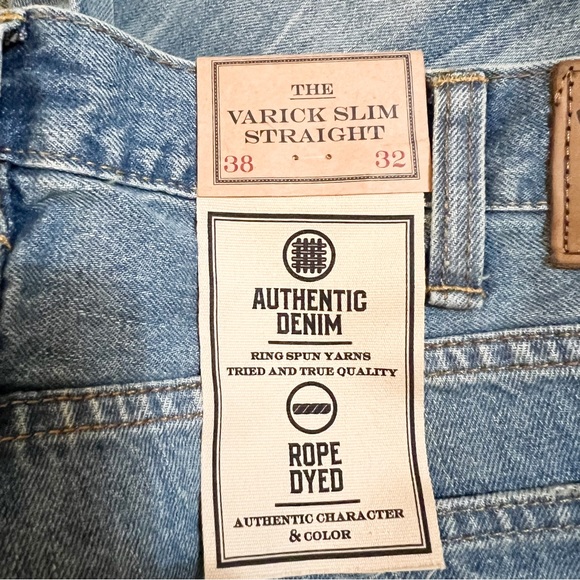 THE
VARICK SLIM
STRAIGHT
38 32
AUTHENTIC
DENIM
RING SPUN YARNS
TRIED AND TRUE QUALITY
ROPE
DYED
AUTHENTIC CHARACTER
& COLOR